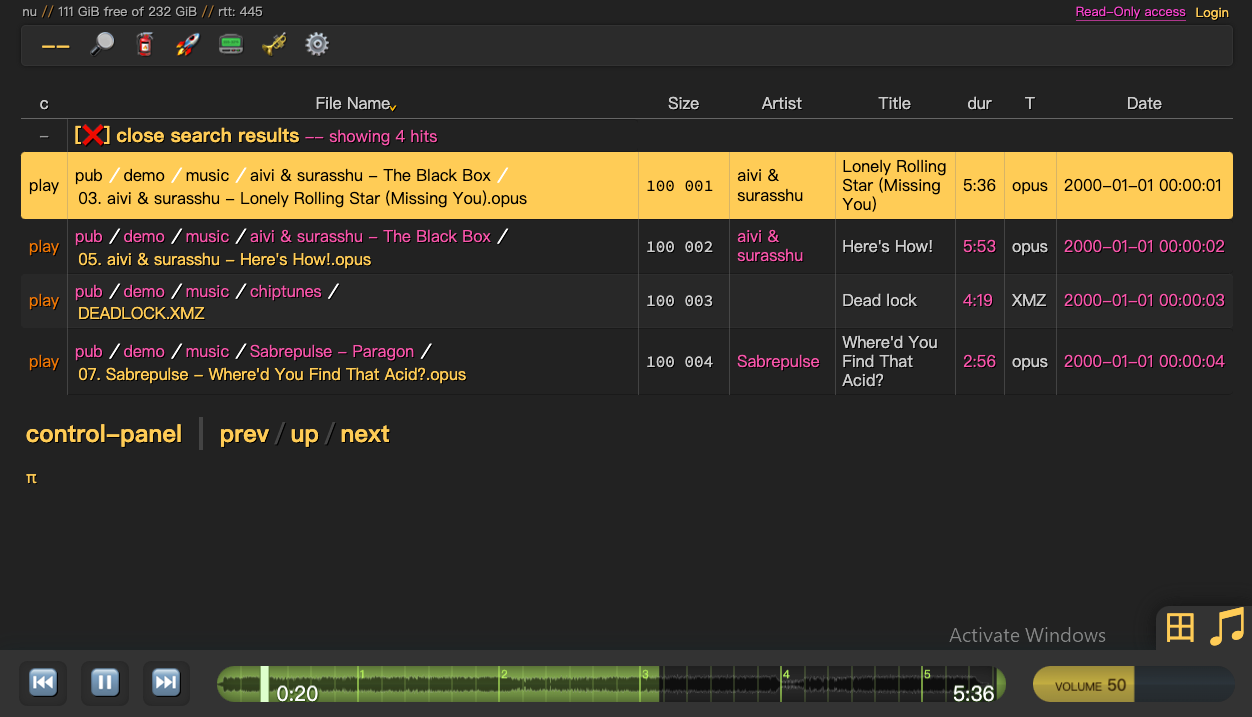 nu // 111 GiB free of 232 GiB // rtt: 445
Read-Only access Login
c File Name Size Artist Title dur T Date
– [❌] close search results -- showing 4 hits
play pub / demo / music / aivi & surasshu – The Black Box /
03. aivi & surasshu – Lonely Rolling Star (Missing You).opus
100 001
aivi &
surasshu
Lonely Rolling
Star (Missing
You)
5:36 opus 2000-01-01 00:00:01
play pub / demo / music / aivi & surasshu – The Black Box /
05. aivi & surasshu – Here's How!.opus
100 002
aivi &
surasshu
Here's How! 5:53 opus 2000-01-01 00:00:02
play pub / demo / music / chiptunes /
DEADLOCK.XMZ
100 003 Dead lock 4:19 XMZ 2000-01-01 00:00:03
play pub / demo / music / Sabrepulse – Paragon /
07. Sabrepulse – Where'd You Find That Acid?.opus
100 004 Sabrepulse
Where'd You
Find That
Acid?
2:56 opus 2000-01-01 00:00:04
control-panel prev / up / next
π
Activate Windows
田
1 2 3 4 5
0:20 5:36
VOLUME 50